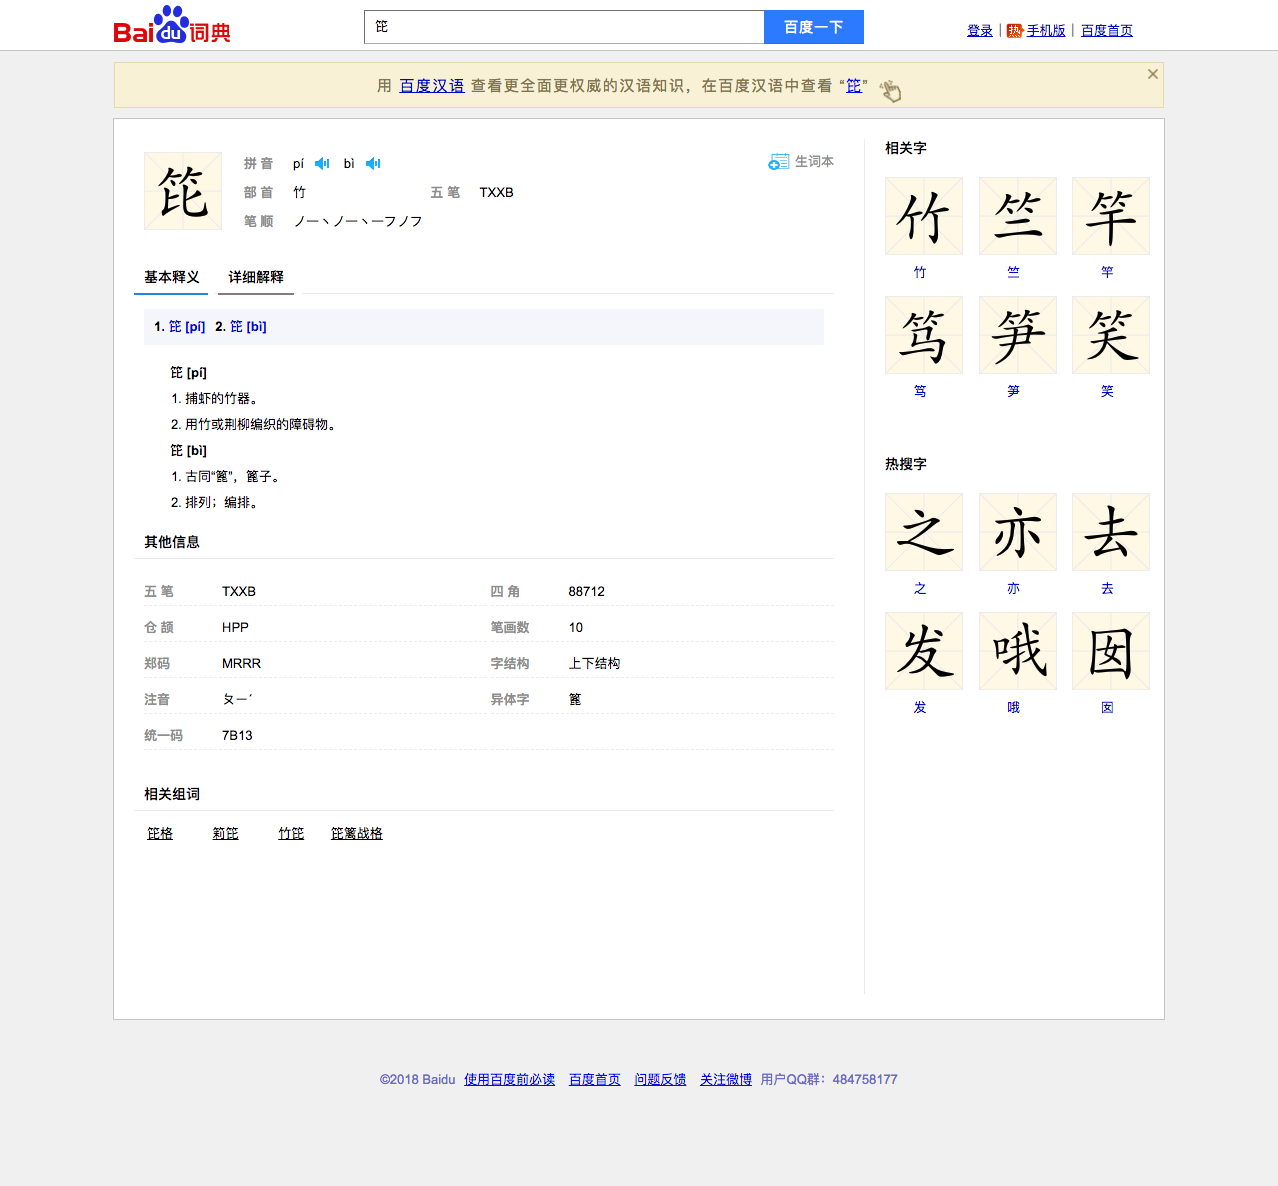 Baidu词典
笓
百度一下
登录 | 热 手机版 | 百度首页
用 百度汉语 查看更全面更权威的汉语知识，在百度汉语中查看 “笓”
笓
拼 音 pí bì
生词本
部 首 竹 五 笔 TXXB
笔 顺 ノ一丶ノ一丶一フノフ
基本释义 详细解释
1. 笓 [pí] 2. 笓 [bì]
笓 [pí]
1. 捕虾的竹器。
2. 用竹或荆柳编织的障碍物。
笓 [bì]
1. 古同“篦”，篦子。
2. 排列；编排。
其他信息
五 笔 TXXB 四 角 88712
仓 颉 HPP 笔画数 10
郑码 MRRR 字结构 上下结构
注音 ㄆㄧˊ 异体字 篦
统一码 7B13
相关组词
笓格 筣笓 竹笓 笓篱战格
相关字
竹 竺 竿
竹 竺 竿
笃 笋 笑
笃 笋 笑
热搜字
之 亦 去
之 亦 去
发 哦 囡
发 哦 囡
©2018 Baidu 使用百度前必读 百度首页 问题反馈 关注微博 用户QQ群：484758177